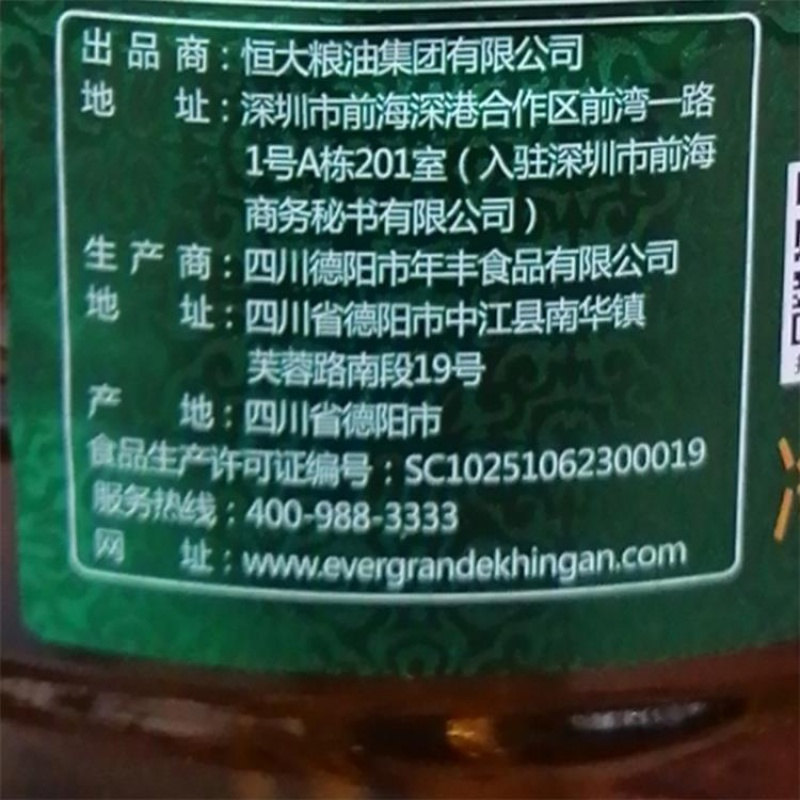 出品商：恒大粮油集团有限公司
地址：深圳市前海深港合作区前湾一路
1号A栋201室（入驻深圳市前海
商务秘书有限公司）
生产商：四川德阳市年丰食品有限公司
地址：四川省德阳市中江县南华镇
芙蓉路南段19号
产地：四川省德阳市
食品生产许可证编号：SC10251062300019
服务热线：400-988-3333
网址：www.evergrandekhingan.com